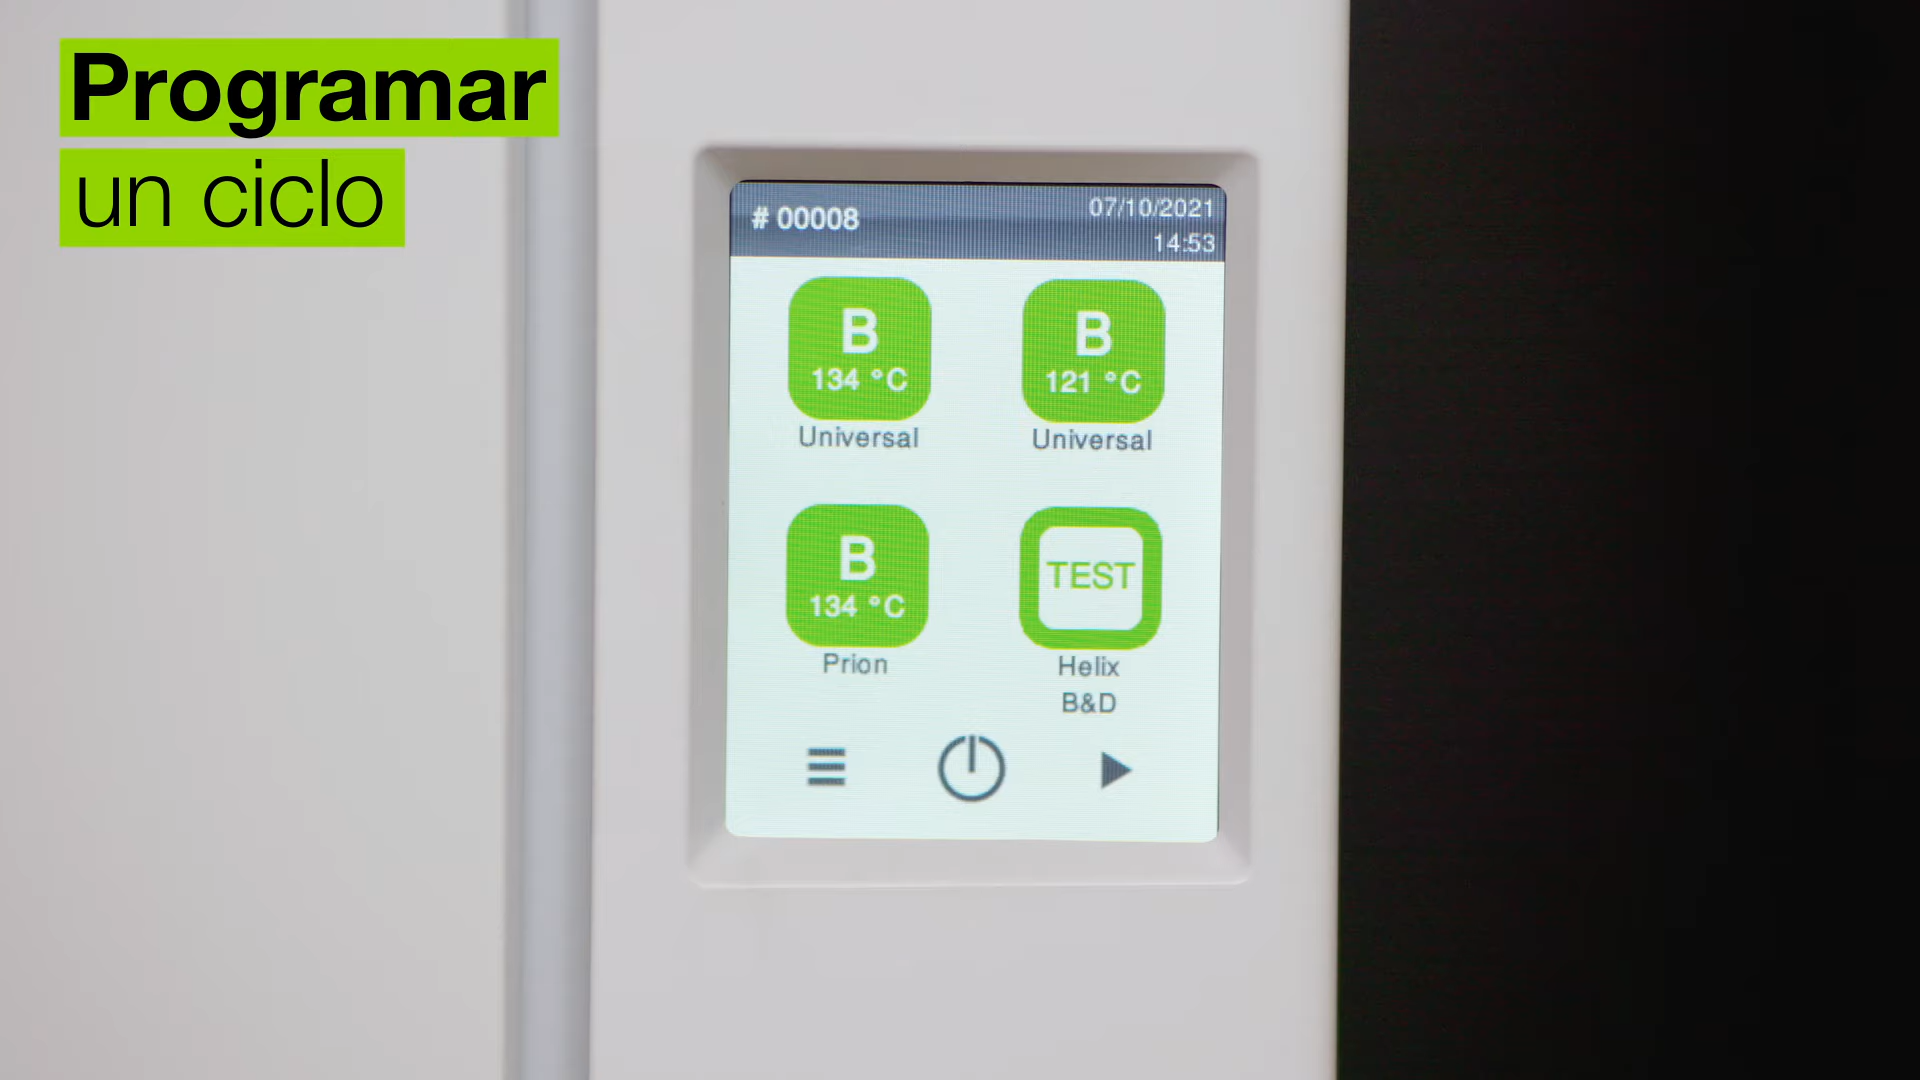 Programar
un ciclo
# 00008
07/10/2021
14:53
B
134 °C
Universal
B
121 °C
Universal
B
134 °C
Prion
TEST
Helix
B&D